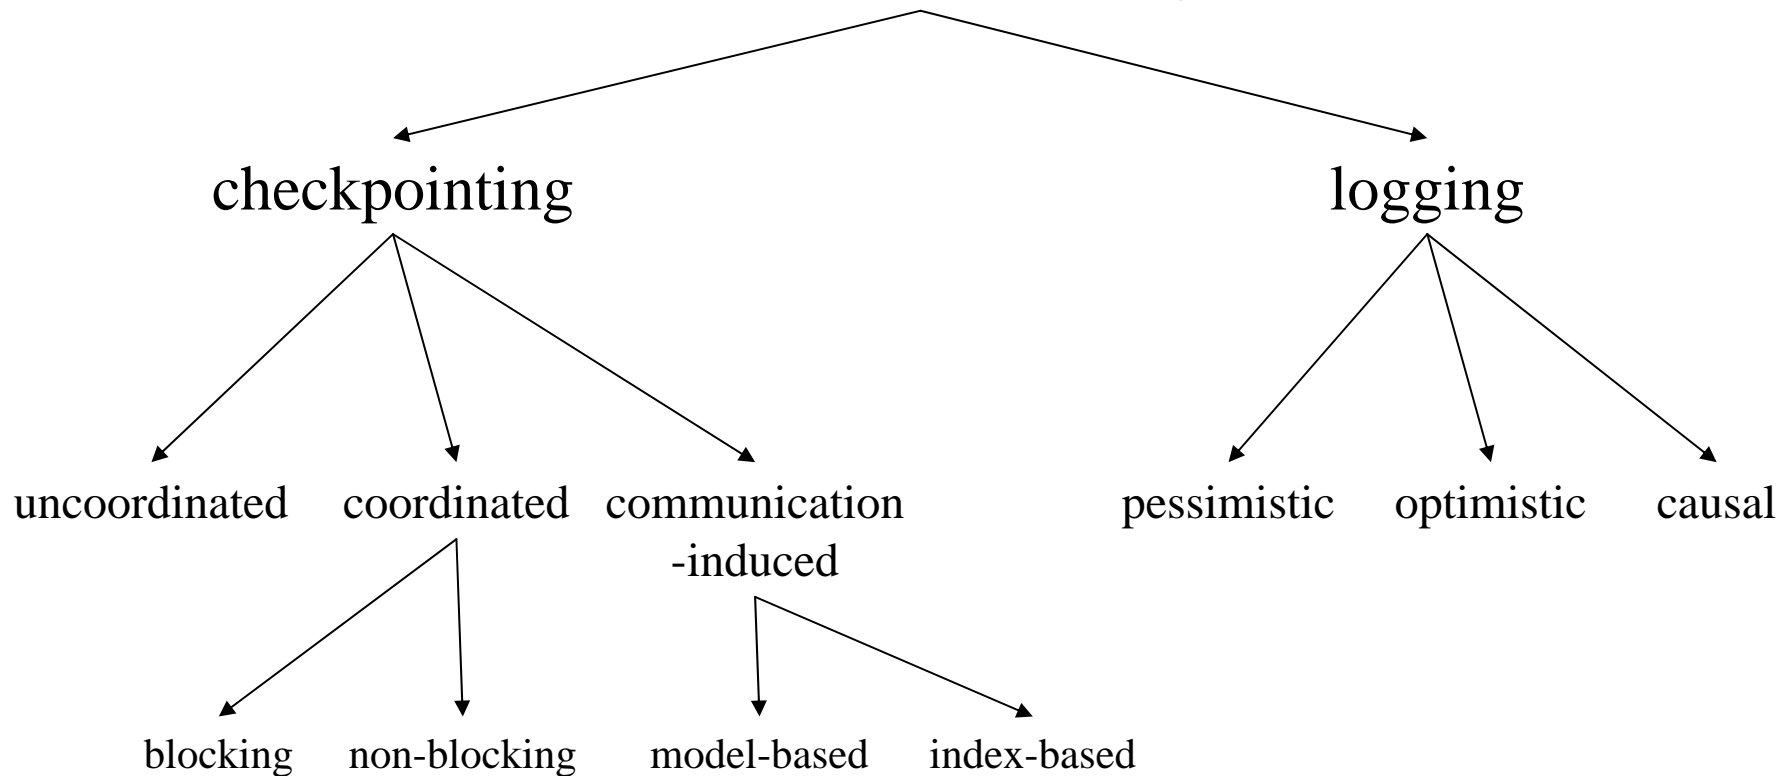 checkpointing logging
uncoordinated coordinated communication pessimistic optimistic causal
-induced
blocking non-blocking model-based index-based